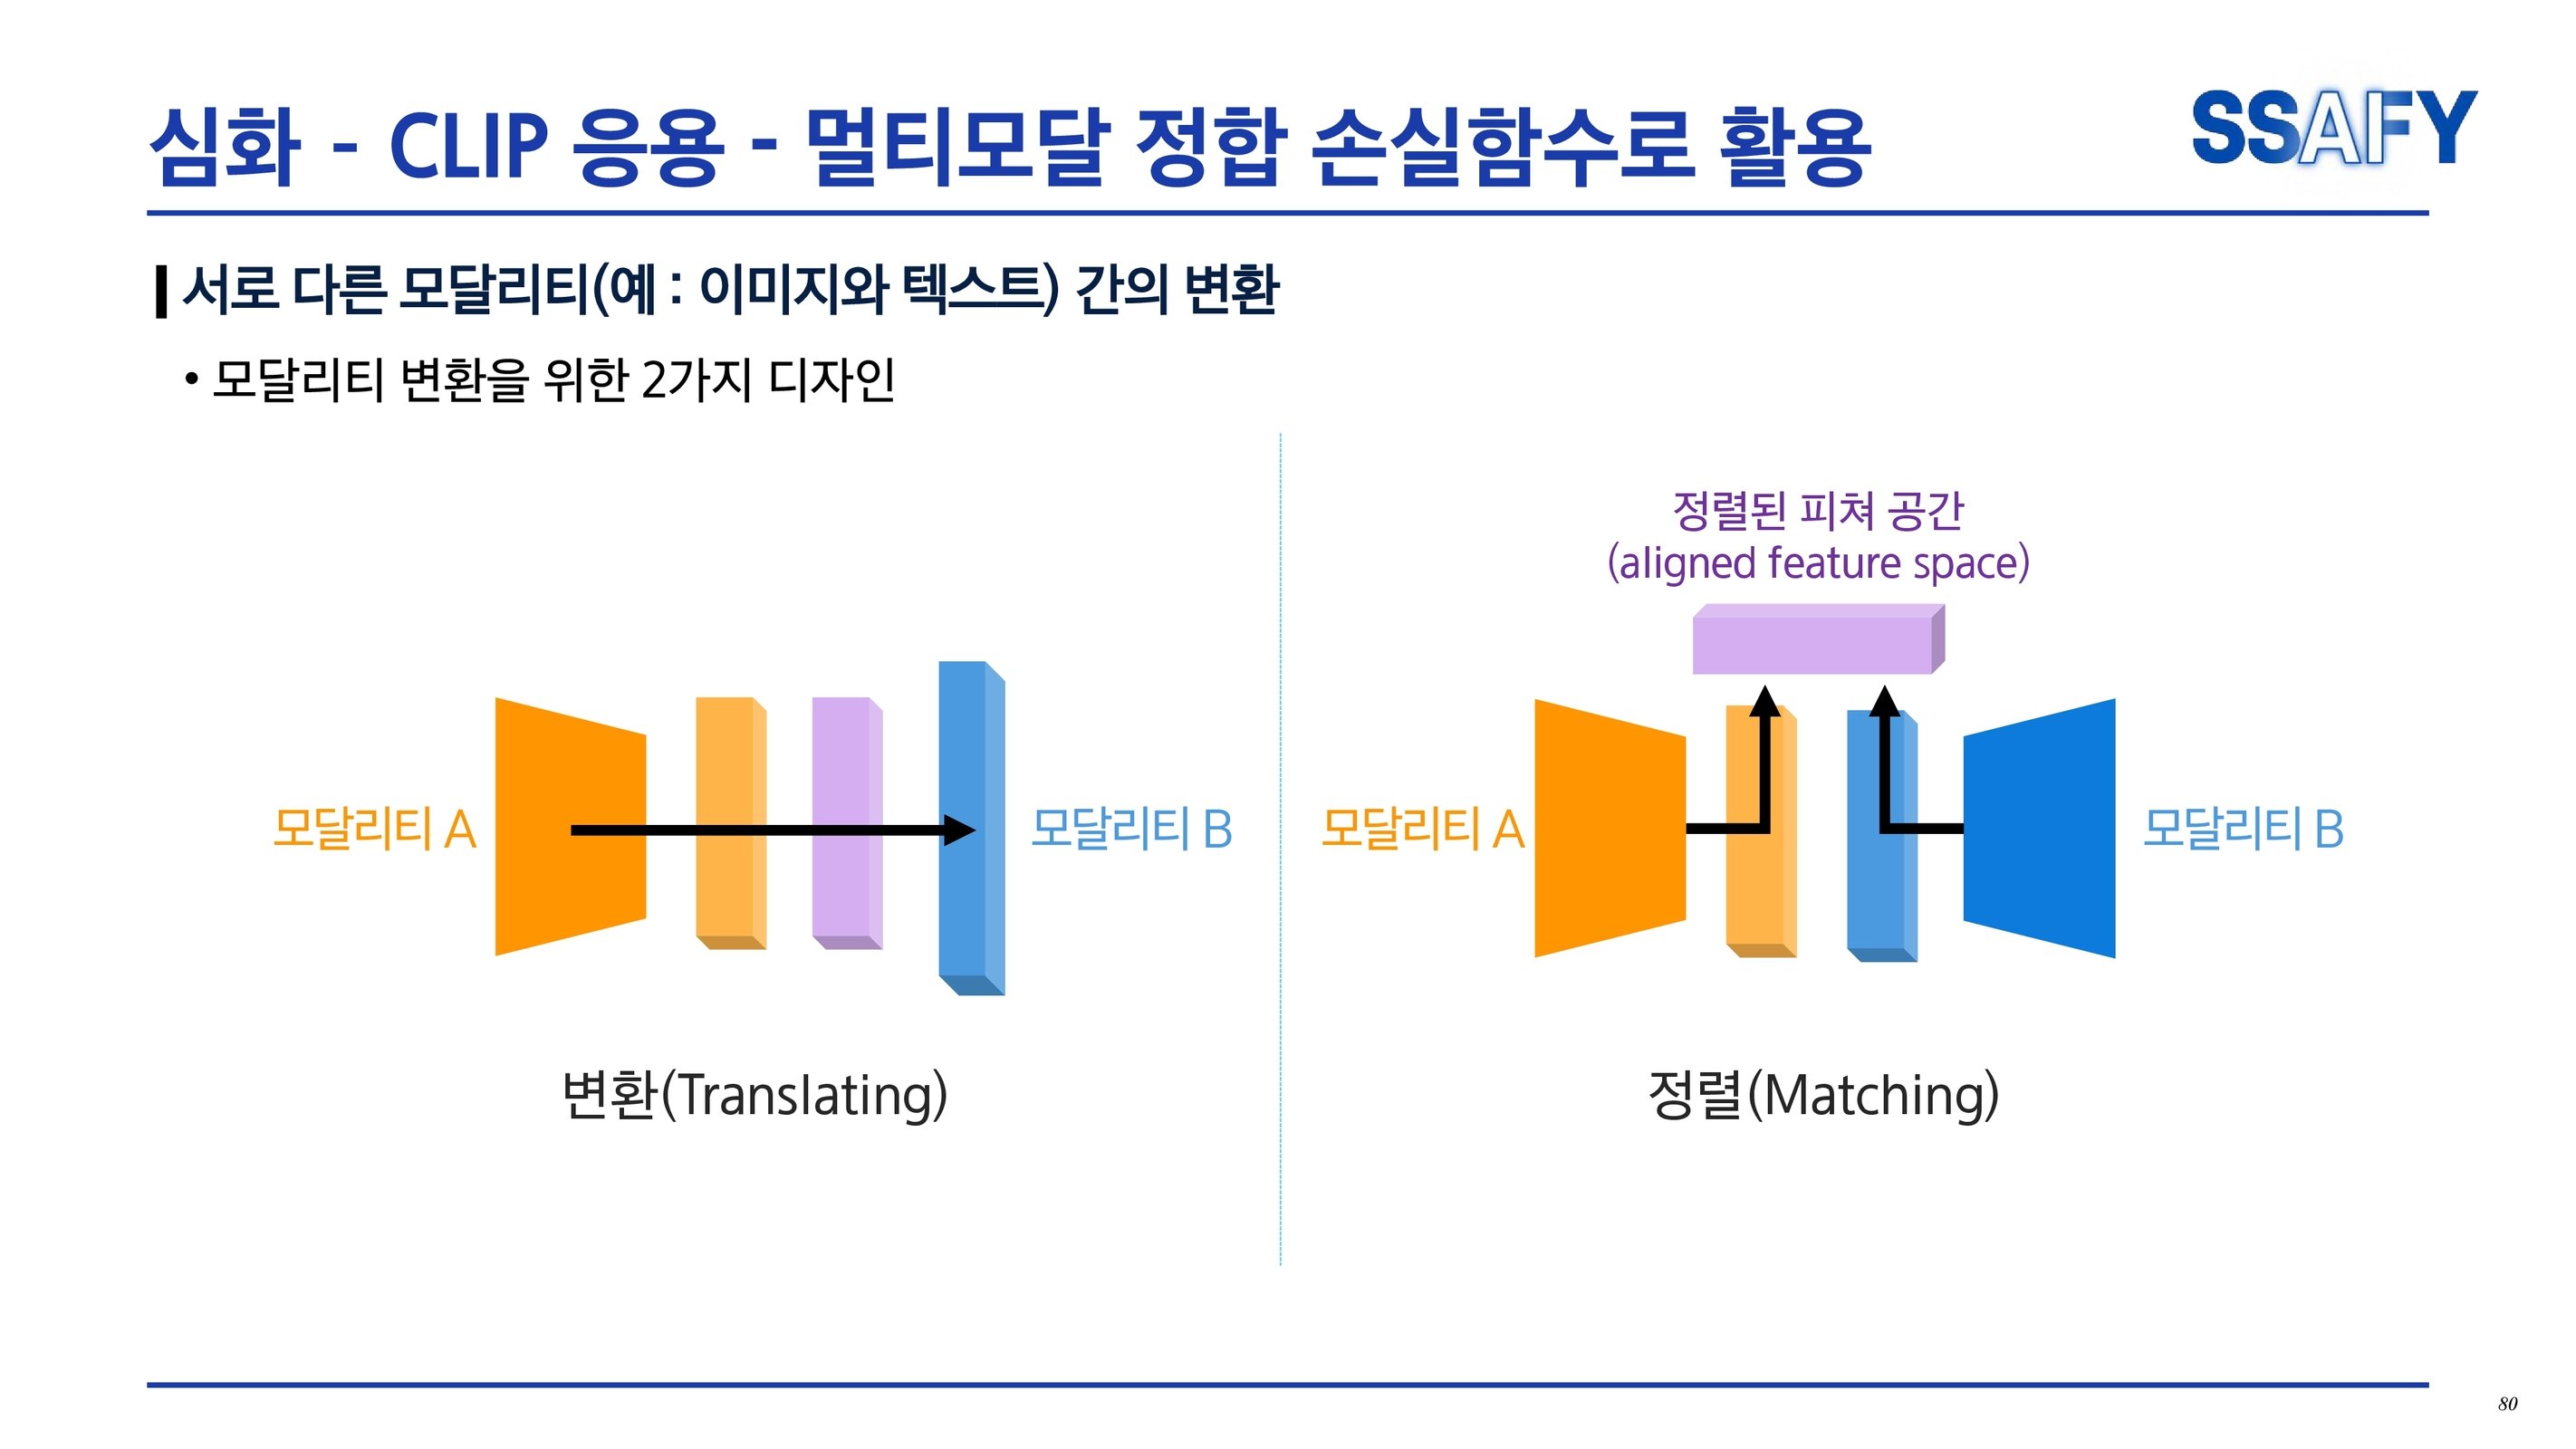 심화 - CLIP 응용 - 멀티모달 정합 손실함수로 활용
SSAFY
서로 다른 모달리티(예 : 이미지와 텍스트) 간의 변환
• 모달리티 변환을 위한 2가지 디자인
정렬된 피쳐 공간
(aligned feature space)
모달리티 A
모달리티 B
모달리티 A
모달리티 B
변환(Translating)
정렬(Matching)
80